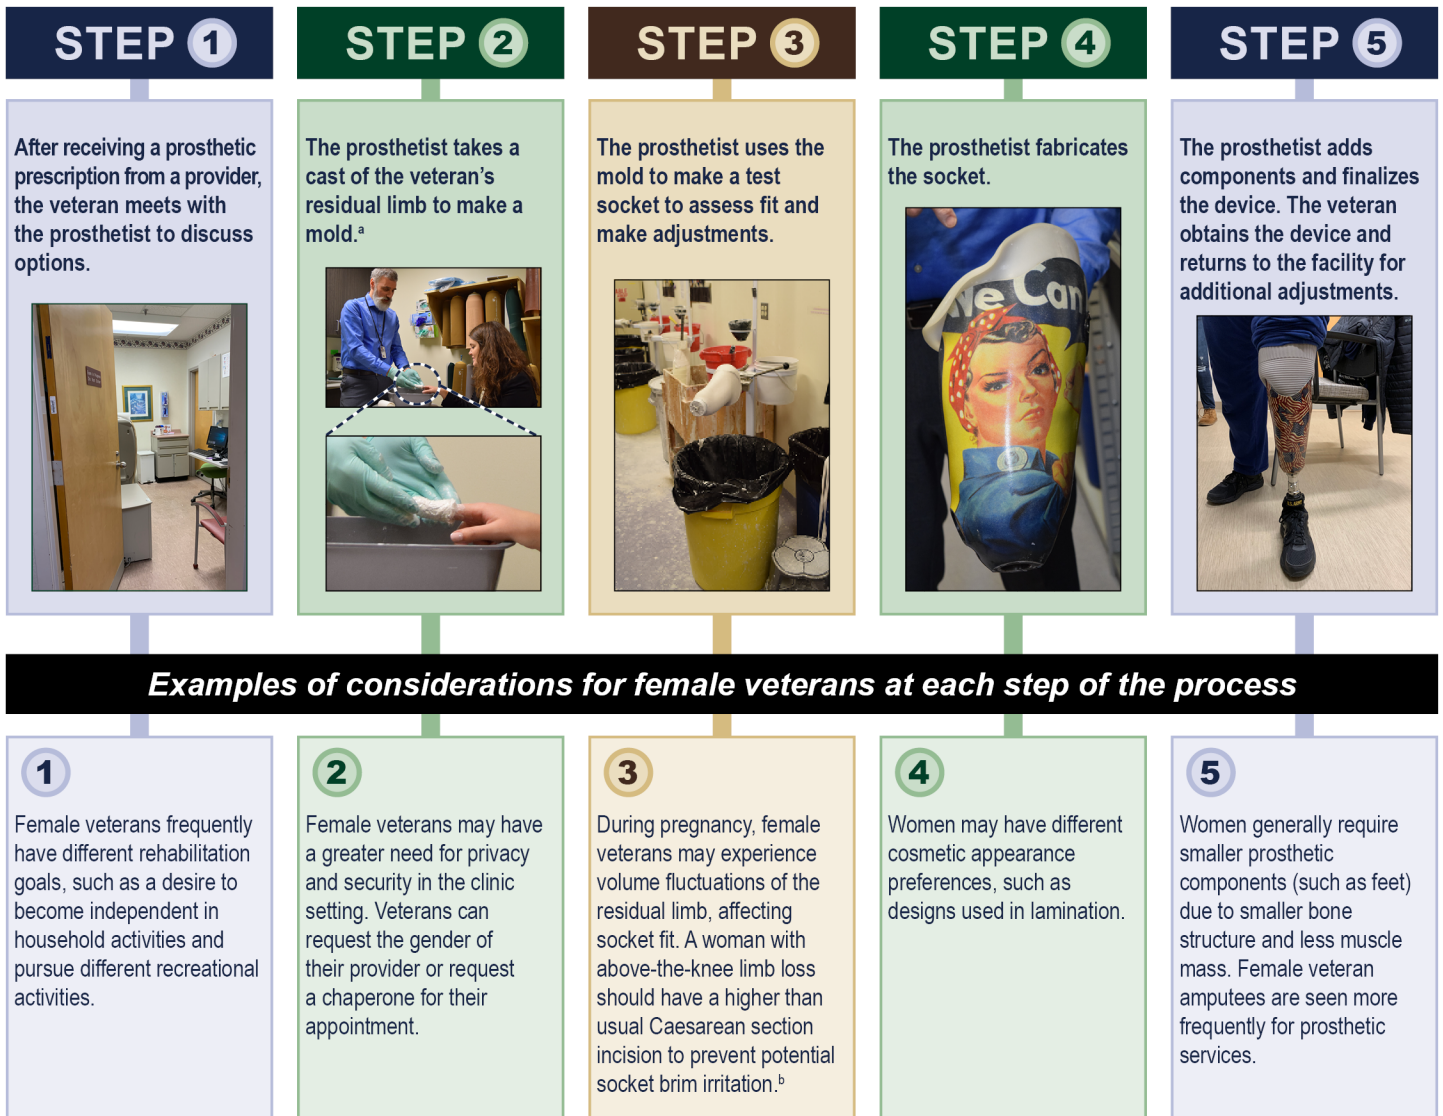 STEP 1
STEP 2
STEP 3
STEP 4
STEP 5
After receiving a prosthetic
prescription from a provider,
the veteran meets with
the prosthetist to discuss
options.
The prosthetist takes a
cast of the veteran's
residual limb to make a
mold.a
The prosthetist uses the
mold to make a test
socket to assess fit and
make adjustments.
The prosthetist fabricates
the socket.
We Can
The prosthetist adds
components and finalizes
the device. The veteran
obtains the device and
returns to the facility for
additional adjustments.
Examples of considerations for female veterans at each step of the process
1
Female veterans frequently
have different rehabilitation
goals, such as a desire to
become independent in
household activities and
pursue different recreational
activities.
2
Female veterans may have
a greater need for privacy
and security in the clinic
setting. Veterans can
request the gender of
their provider or request
a chaperone for their
appointment.
3
During pregnancy, female
veterans may experience
volume fluctuations of the
residual limb, affecting
socket fit. A woman with
above-the-knee limb loss
should have a higher than
usual Caesarean section
incision to prevent potential
socket brim irritation.b
4
Women may have different
cosmetic appearance
preferences, such as
designs used in lamination.
5
Women generally require
smaller prosthetic
components (such as feet)
due to smaller bone
structure and less muscle
mass. Female veteran
amputees are seen more
frequently for prosthetic
services.